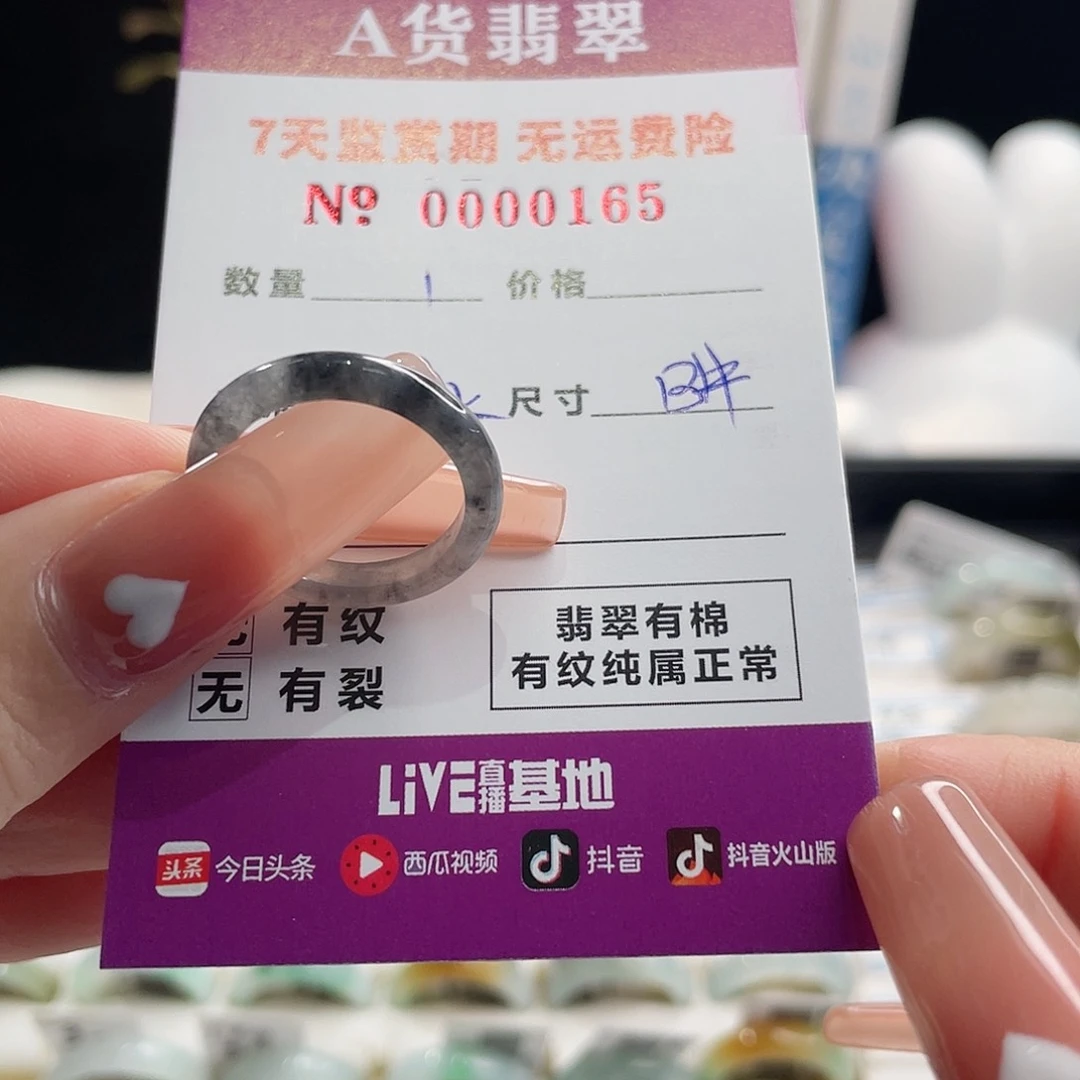 A货翡翠
7天监赏期 无运费险
No 0000165
数量 1 价格
尺寸 13#
有纹
无 有裂
翡翠有棉
有纹纯属正常
LiVE直播基地
头条 今日头条 西瓜视频 抖音 抖音火山版